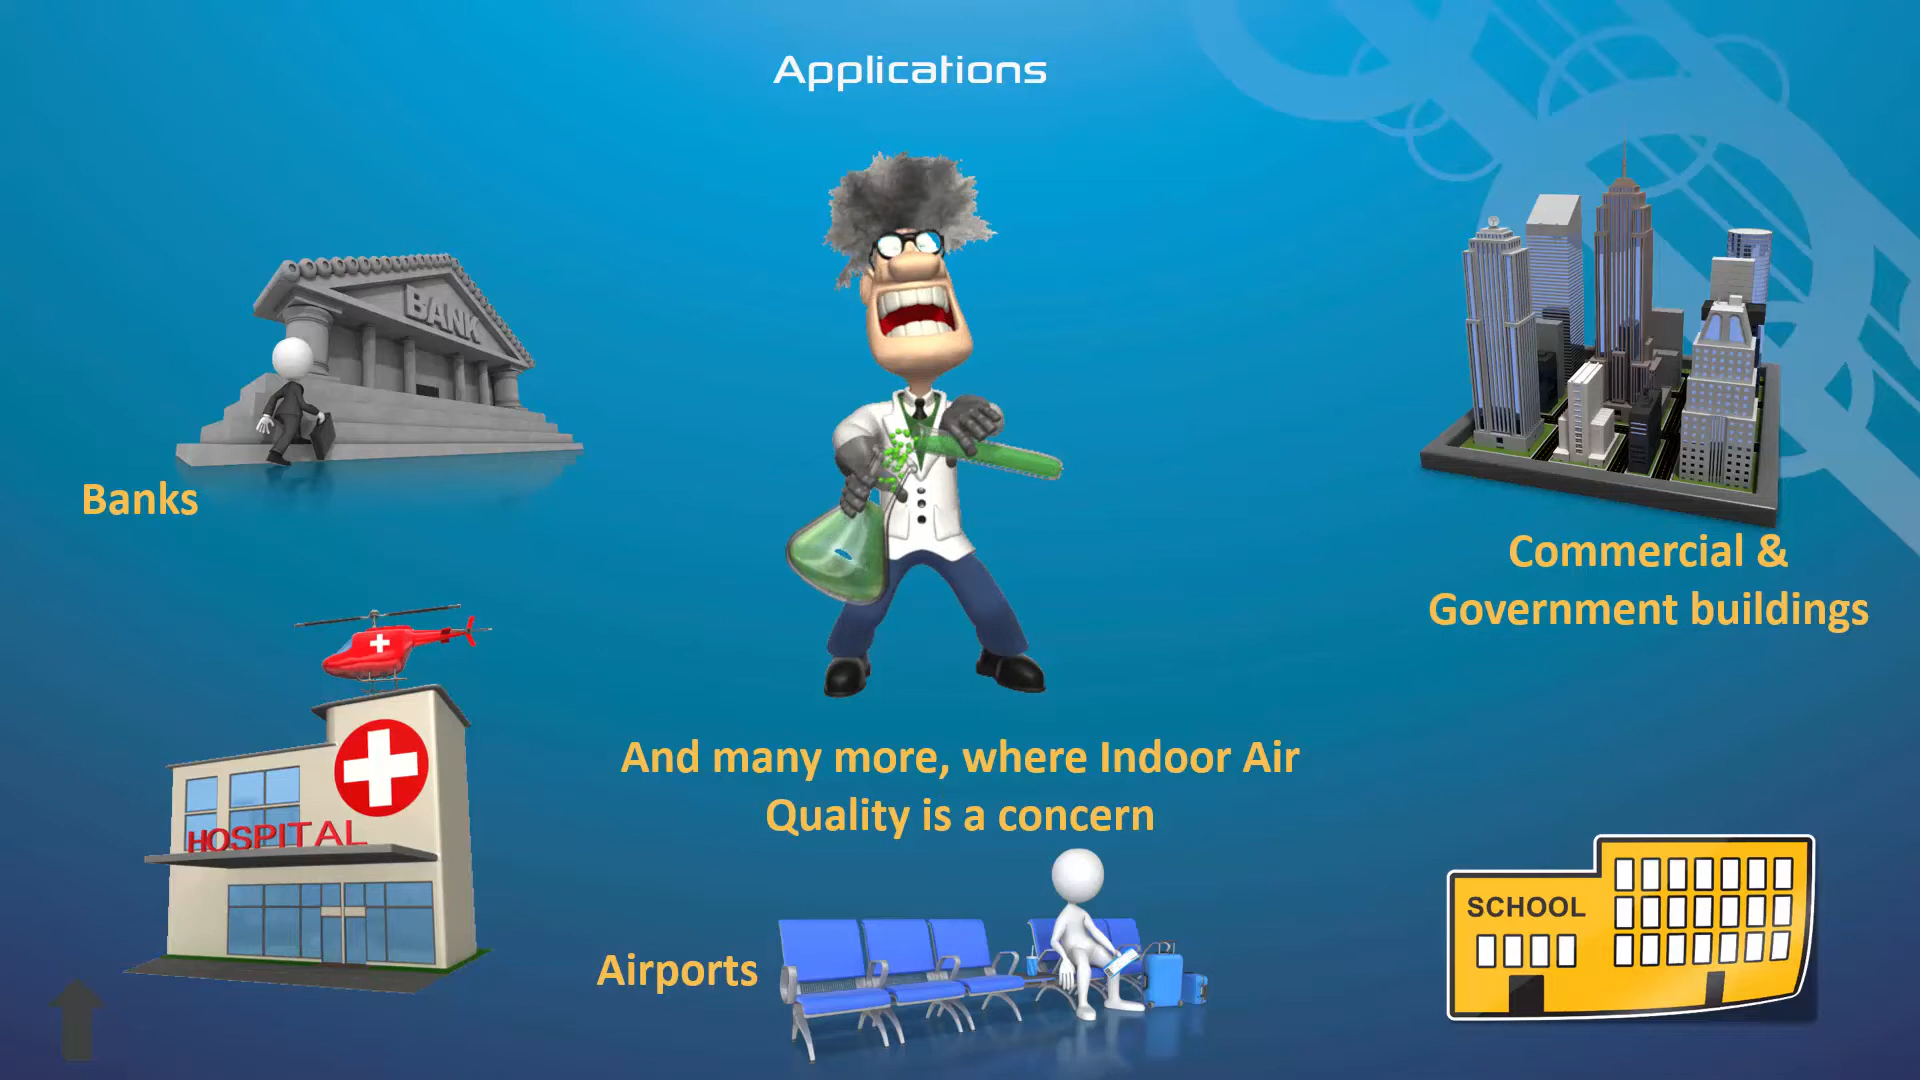 Applications
BANK
Banks
Commercial &
Government buildings
HOSPITAL
And many more, where Indoor Air
Quality is a concern
SCHOOL
Airports